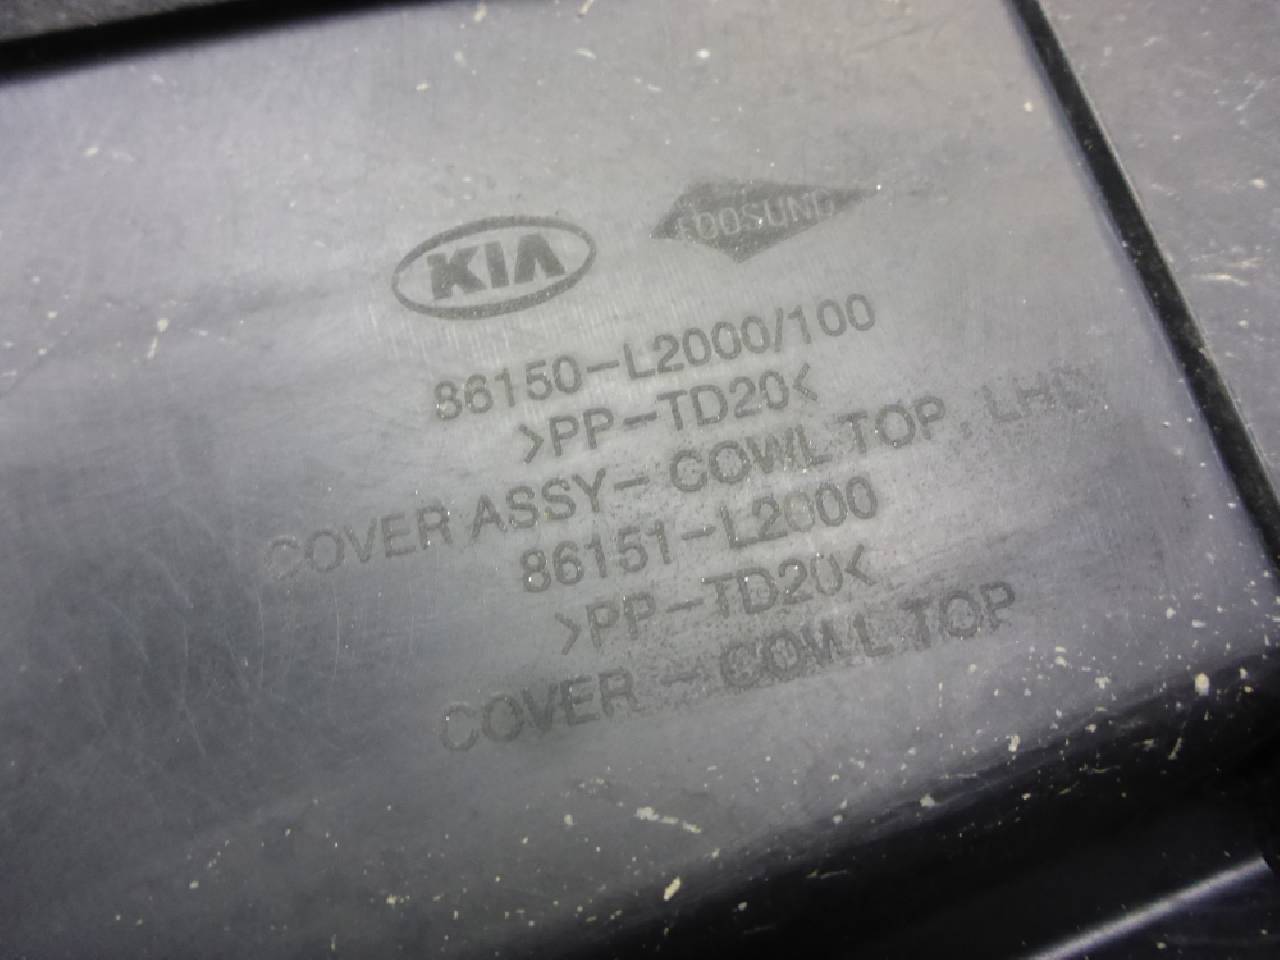 KIA
86150-L2000/100
>PP-TD20<
COVER ASSY-COWL TOP, LHD
86151-L2000
>PP-TD20<
COVER - COWL TOP